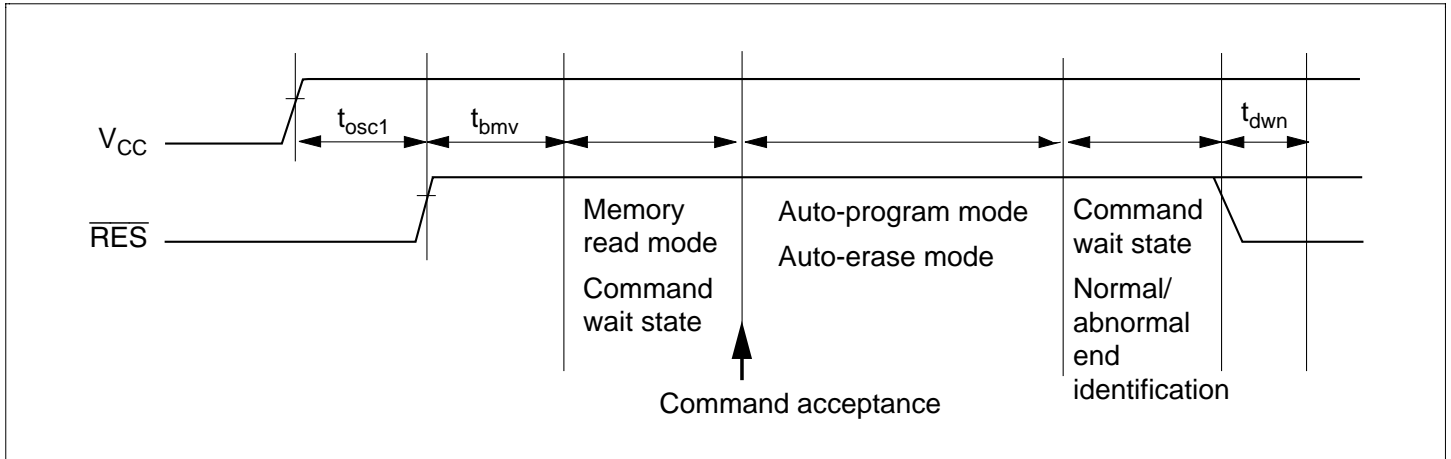 t_osc1
t_bmv
t_dwn
V_CC
R̅E̅S̅
Memory
read mode
Command
wait state
Auto-program mode
Auto-erase mode
Command
wait state
Normal/
abnormal
end
identification
Command acceptance